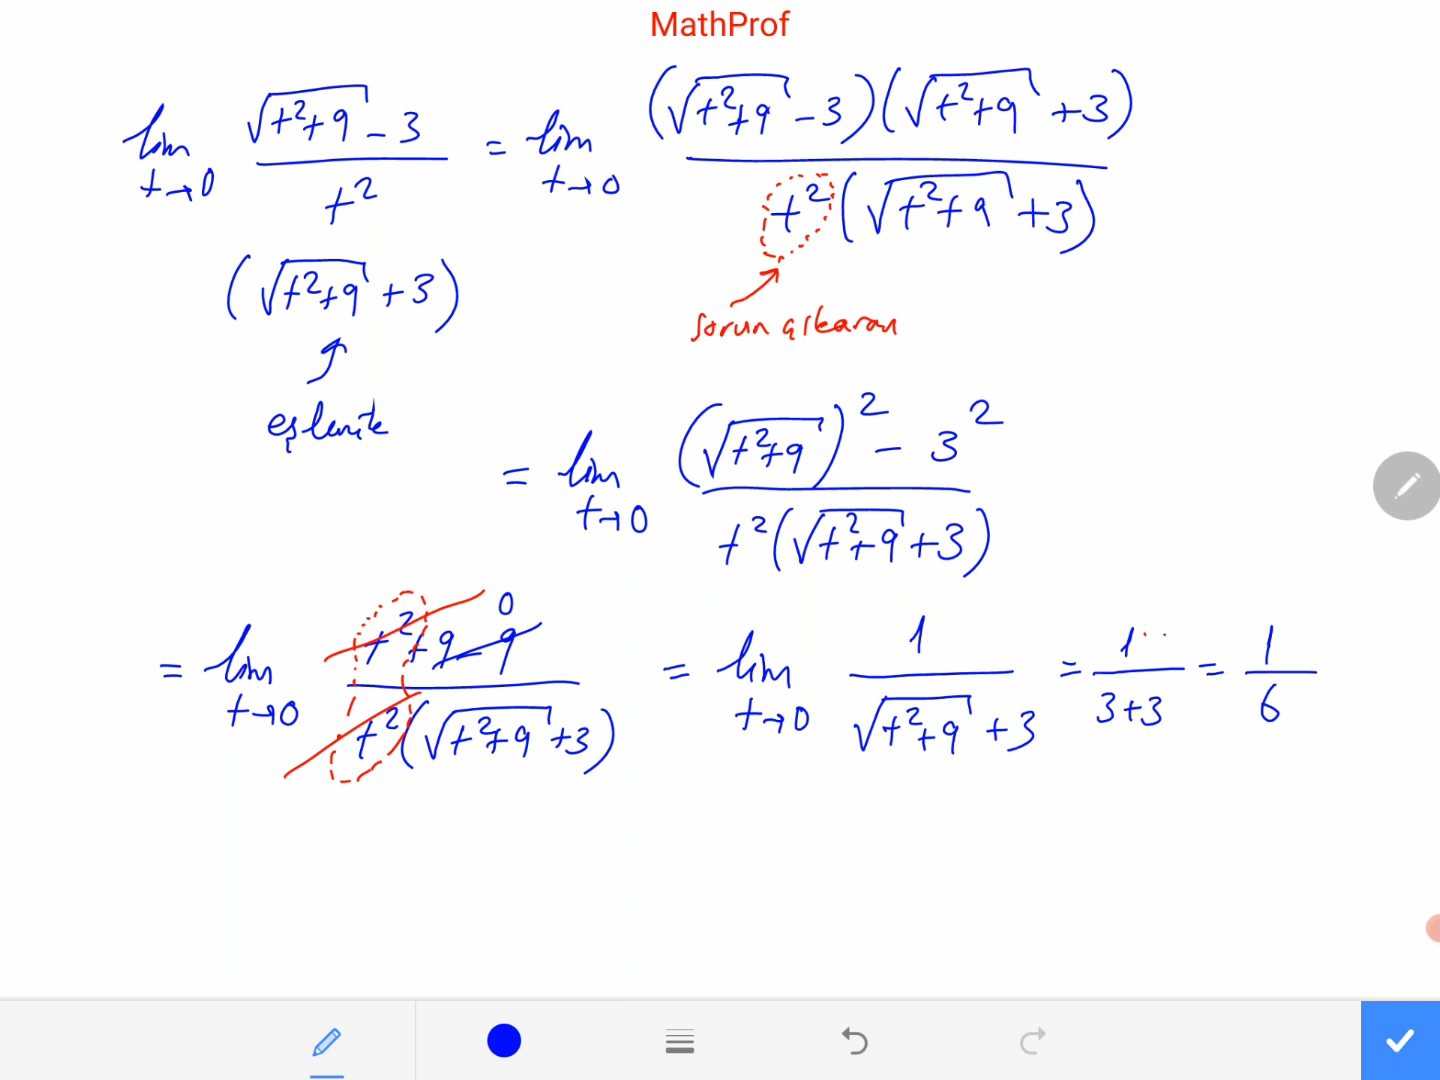 MathProf
lim t→0 (√(t²+9) - 3) / t² = lim t→0 (√(t²+9) - 3)(√(t²+9) + 3) / t²(√(t²+9) + 3)
(√(t²+9) + 3)
sorun çıkaran
eşlenik
= lim t→0 ((√(t²+9))² - 3²) / t²(√(t²+9) + 3)
0
= lim t→0 (t²+9-9) / t²(√(t²+9) + 3) = lim t→0 1 / (√(t²+9) + 3) = 1 / (3+3) = 1/6